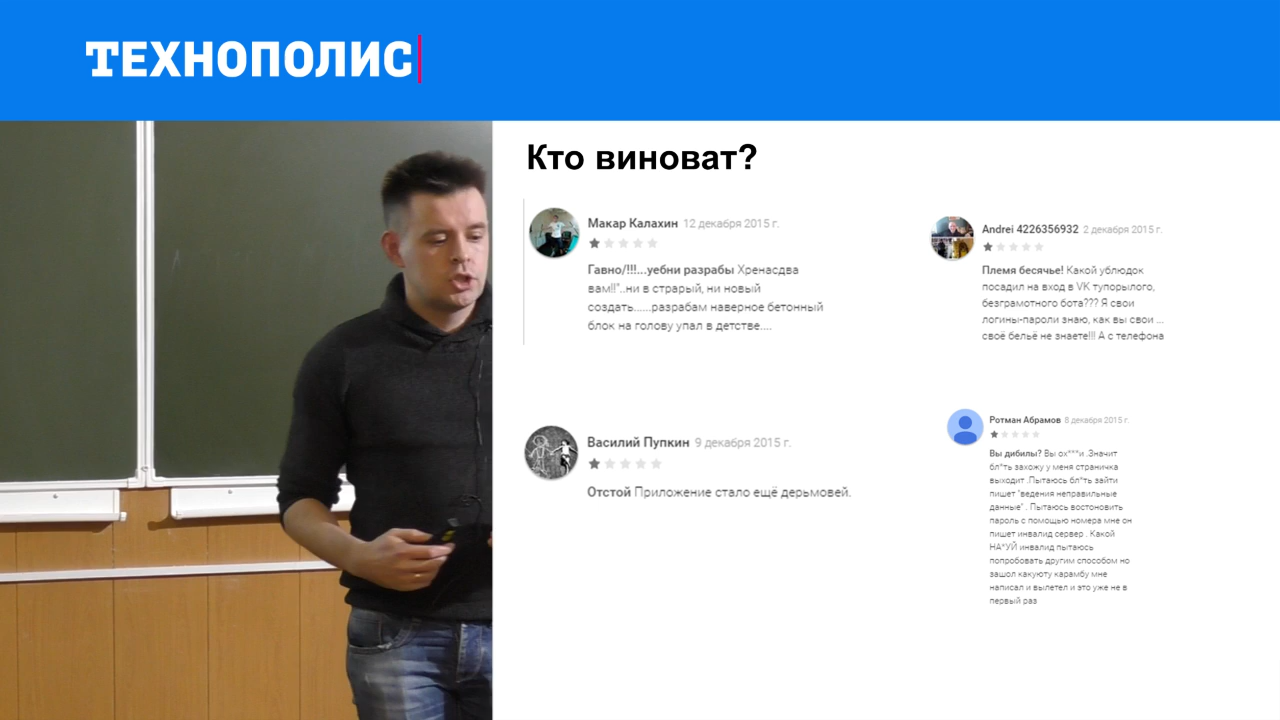 ТЕХНОПОЛИС
Кто виноват?
Макар Калахин 12 декабря 2015 г.
Гавно/!!!...уебни разрабы Хренасдва
вам!!"..ни в страрый, ни новый
создать......разрабам наверное бетонный
блок на голову упал в детстве....
Andrei 4226356932 2 декабря 2015 г.
Племя бесячье! Какой ублюдок
посадил на вход в VK тупорылого,
безграмотного бота??? Я свои
логины-пароли знаю, как вы свои ...
своё бельё не знаете!!! А с телефона
Василий Пупкин 9 декабря 2015 г.
Отстой Приложение стало ещё дерьмовей.
Ротман Абрамов 8 декабря 2015 г.
Вы дибилы? Вы ох***и .Значит
бл*ть захожу у меня страничка
выходит .Пытаюсь бл*ть зайти
пишет "ведения неправильные
данные" . Пытаюсь востоновить
пароль с помощью номера мне он
пишет инвалид сервер . Какой
НА*УЙ инвалид пытаюсь
попробовать другим способом но
зашол какуюту карамбу мне
написал и вылетел и это уже не в
первый раз